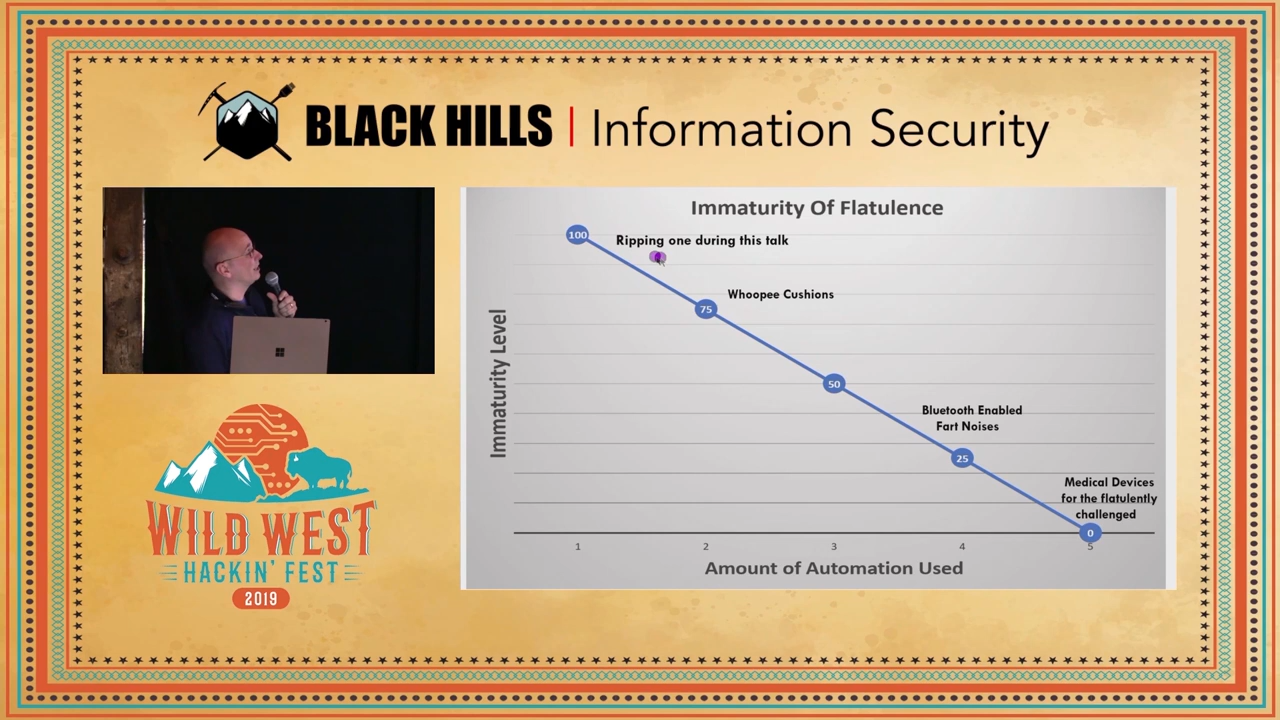 BLACK HILLS | Information Security
Immaturity Of Flatulence
100
Ripping one during this talk
75
Whoopee Cushions
50
Bluetooth Enabled
Fart Noises
25
Medical Devices
for the flatulently
challenged
0
Immaturity Level
1 2 3 4 5
Amount of Automation Used
WILD WEST
HACKIN' FEST
2019